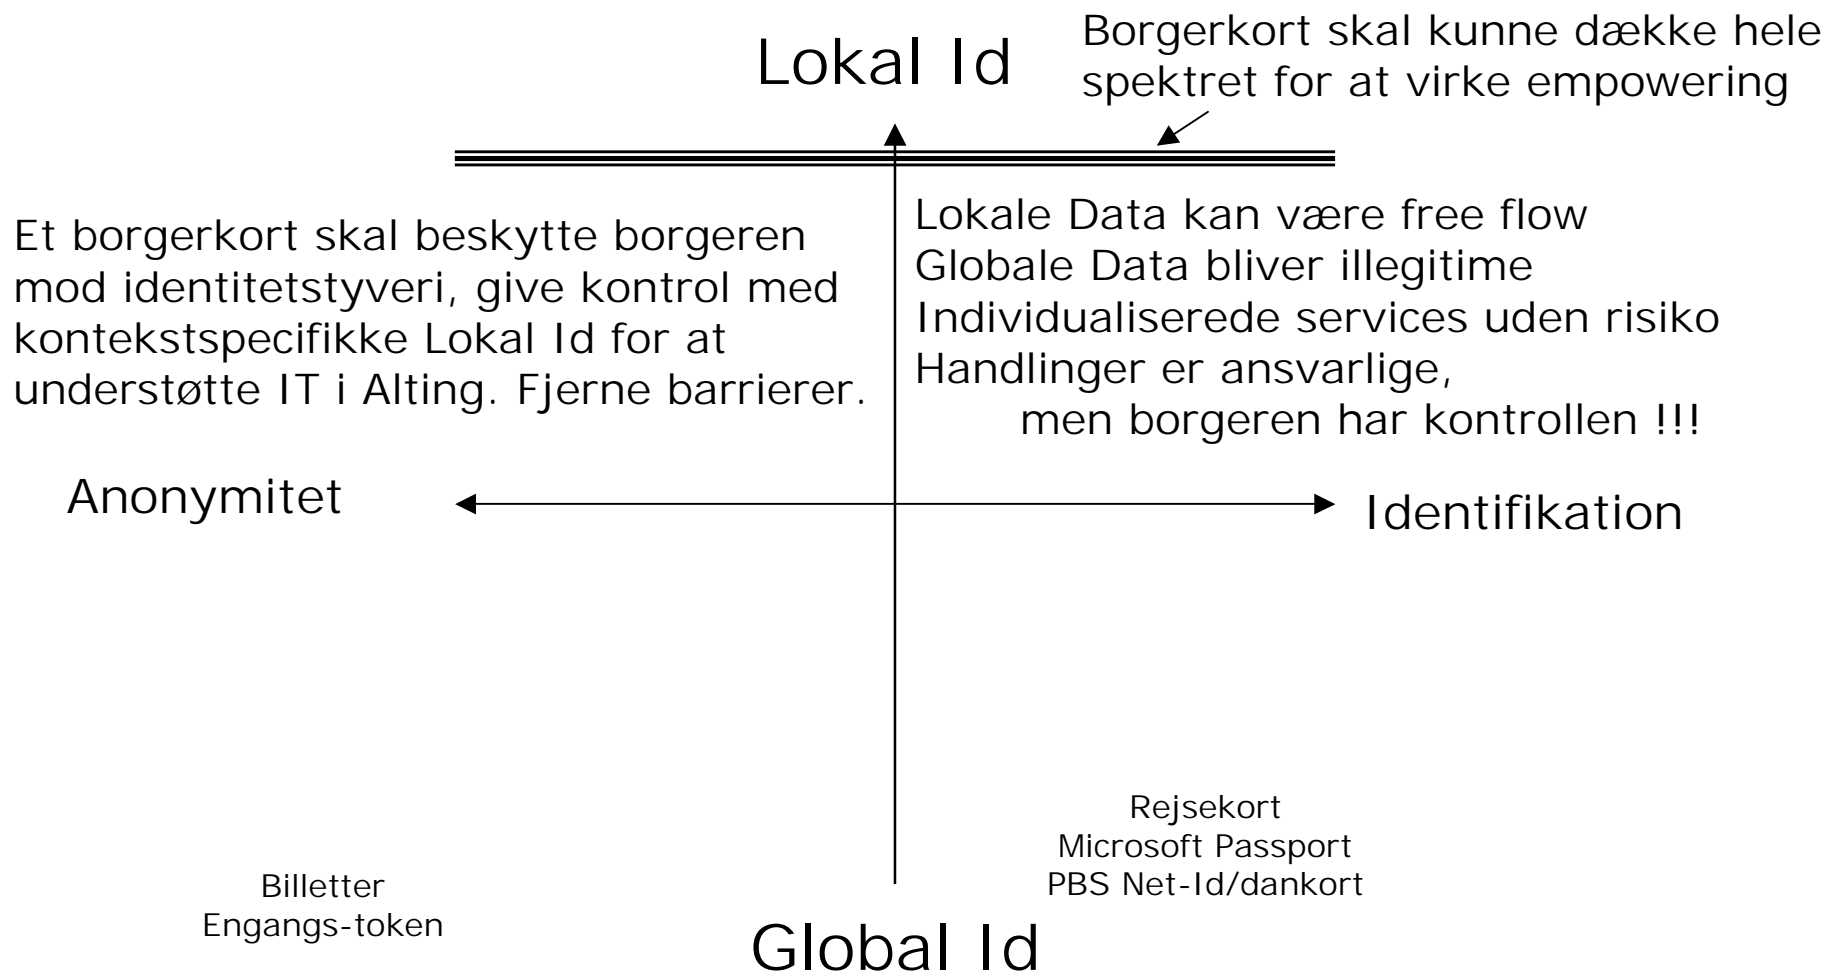 Lokal Id
Borgerkort skal kunne dække hele
spektret for at virke empowering
Et borgerkort skal beskytte borgeren
mod identitetstyveri, give kontrol med
kontekstspecifikke Lokal Id for at
understøtte IT i Alting. Fjerne barrierer.
Lokale Data kan være free flow
Globale Data bliver illegitime
Individualiserede services uden risiko
Handlinger er ansvarlige,
men borgeren har kontrollen !!!
Anonymitet
Identifikation
Billetter
Engangs-token
Rejsekort
Microsoft Passport
PBS Net-Id/dankort
Global Id